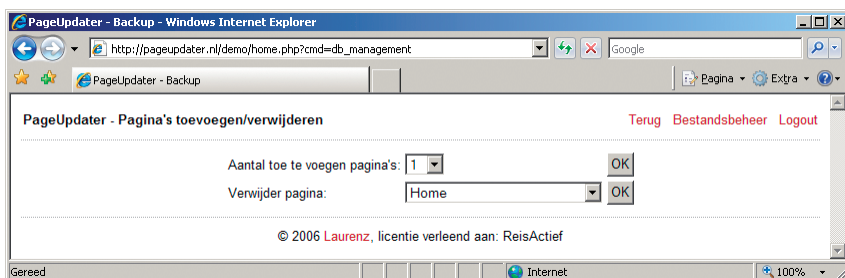 PageUpdater - Backup - Windows Internet Explorer
http://pageupdater.nl/demo/home.php?cmd=db_management
Google
PageUpdater - Backup
Pagina
Extra
PageUpdater - Pagina's toevoegen/verwijderen
Terug Bestandsbeheer Logout
Aantal toe te voegen pagina's: 1 OK
Verwijder pagina: Home OK
© 2006 Laurenz, licentie verleend aan: ReisActief
Gereed
Internet
100%